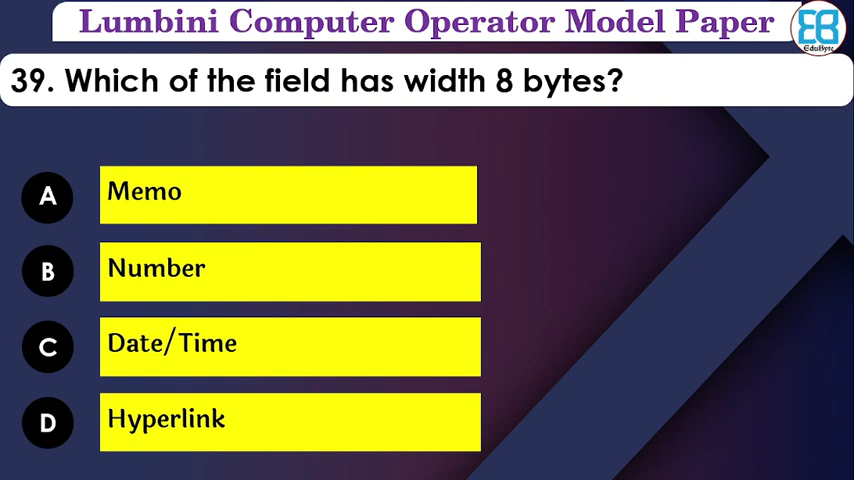 Lumbini Computer Operator Model Paper
EduByte
39. Which of the field has width 8 bytes?
A Memo
B Number
C Date/Time
D Hyperlink